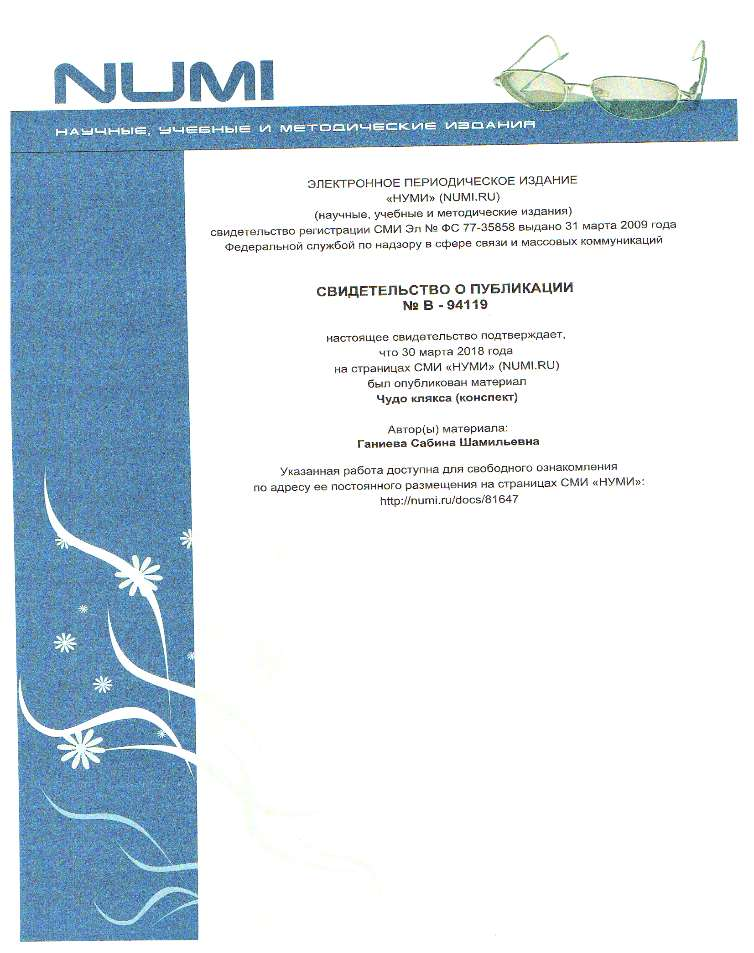 NUMI
НАУЧНЫЕ, УЧЕБНЫЕ И МЕТОДИЧЕСКИЕ ИЗДАНИЯ
ЭЛЕКТРОННОЕ ПЕРИОДИЧЕСКОЕ ИЗДАНИЕ
«НУМИ» (NUMI.RU)
(научные, учебные и методические издания)
свидетельство регистрации СМИ Эл № ФС 77-35858 выдано 31 марта 2009 года
Федеральной службой по надзору в сфере связи и массовых коммуникаций
СВИДЕТЕЛЬСТВО О ПУБЛИКАЦИИ
№ В - 94119
настоящее свидетельство подтверждает,
что 30 марта 2018 года
на страницах СМИ «НУМИ» (NUMI.RU)
был опубликован материал
Чудо клякса (конспект)
Автор(ы) материала:
Ганиева Сабина Шамильевна
Указанная работа доступна для свободного ознакомления
по адресу ее постоянного размещения на страницах СМИ «НУМИ»:
http://numi.ru/docs/81647